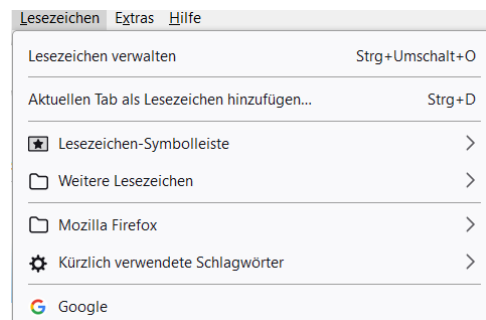 Lesezeichen Extras Hilfe
Lesezeichen verwalten Strg+Umschalt+O
Aktuellen Tab als Lesezeichen hinzufügen... Strg+D
Lesezeichen-Symbolleiste
Weitere Lesezeichen
Mozilla Firefox
Kürzlich verwendete Schlagwörter
Google